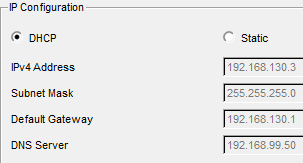 IP Configuration
DHCP Static
IPv4 Address 192.168.130.3
Subnet Mask 255.255.255.0
Default Gateway 192.168.130.1
DNS Server 192.168.99.50